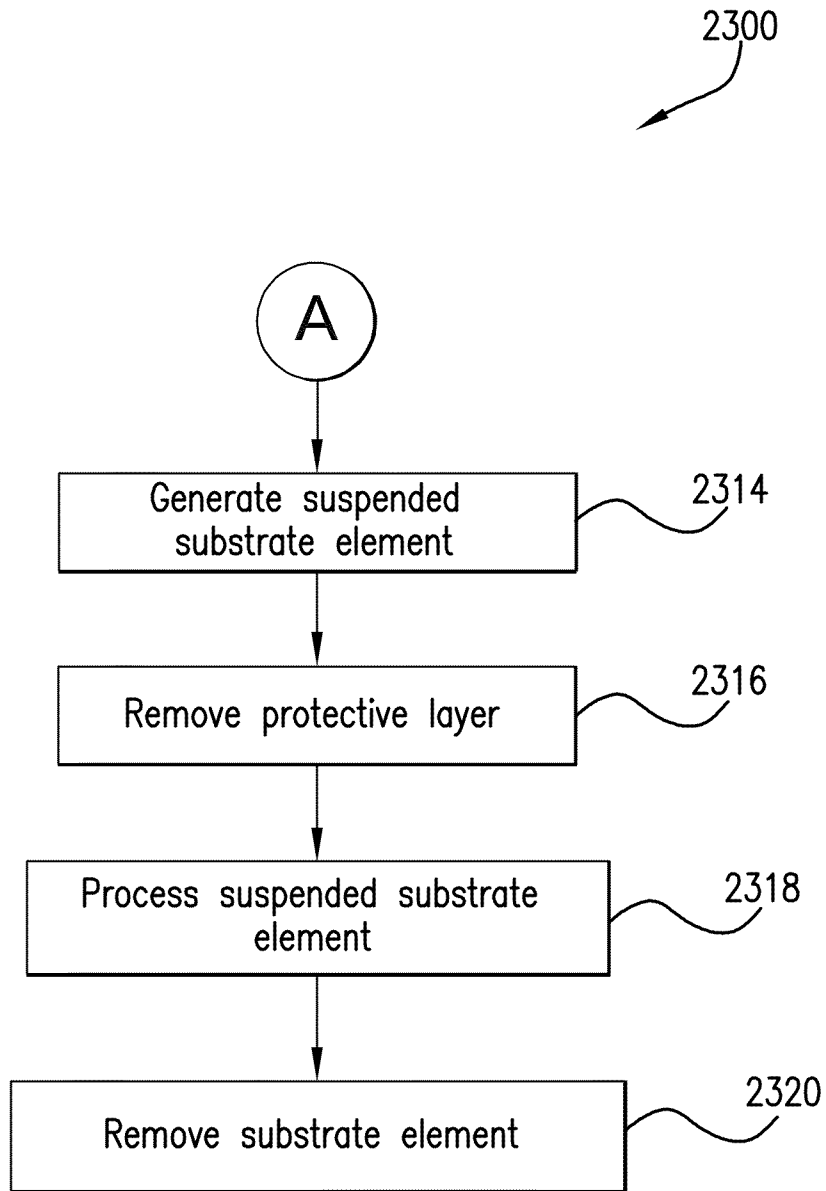 2300
A
Generate suspended
substrate element
2314
Remove protective layer
2316
Process suspended substrate
element
2318
Remove substrate element
2320